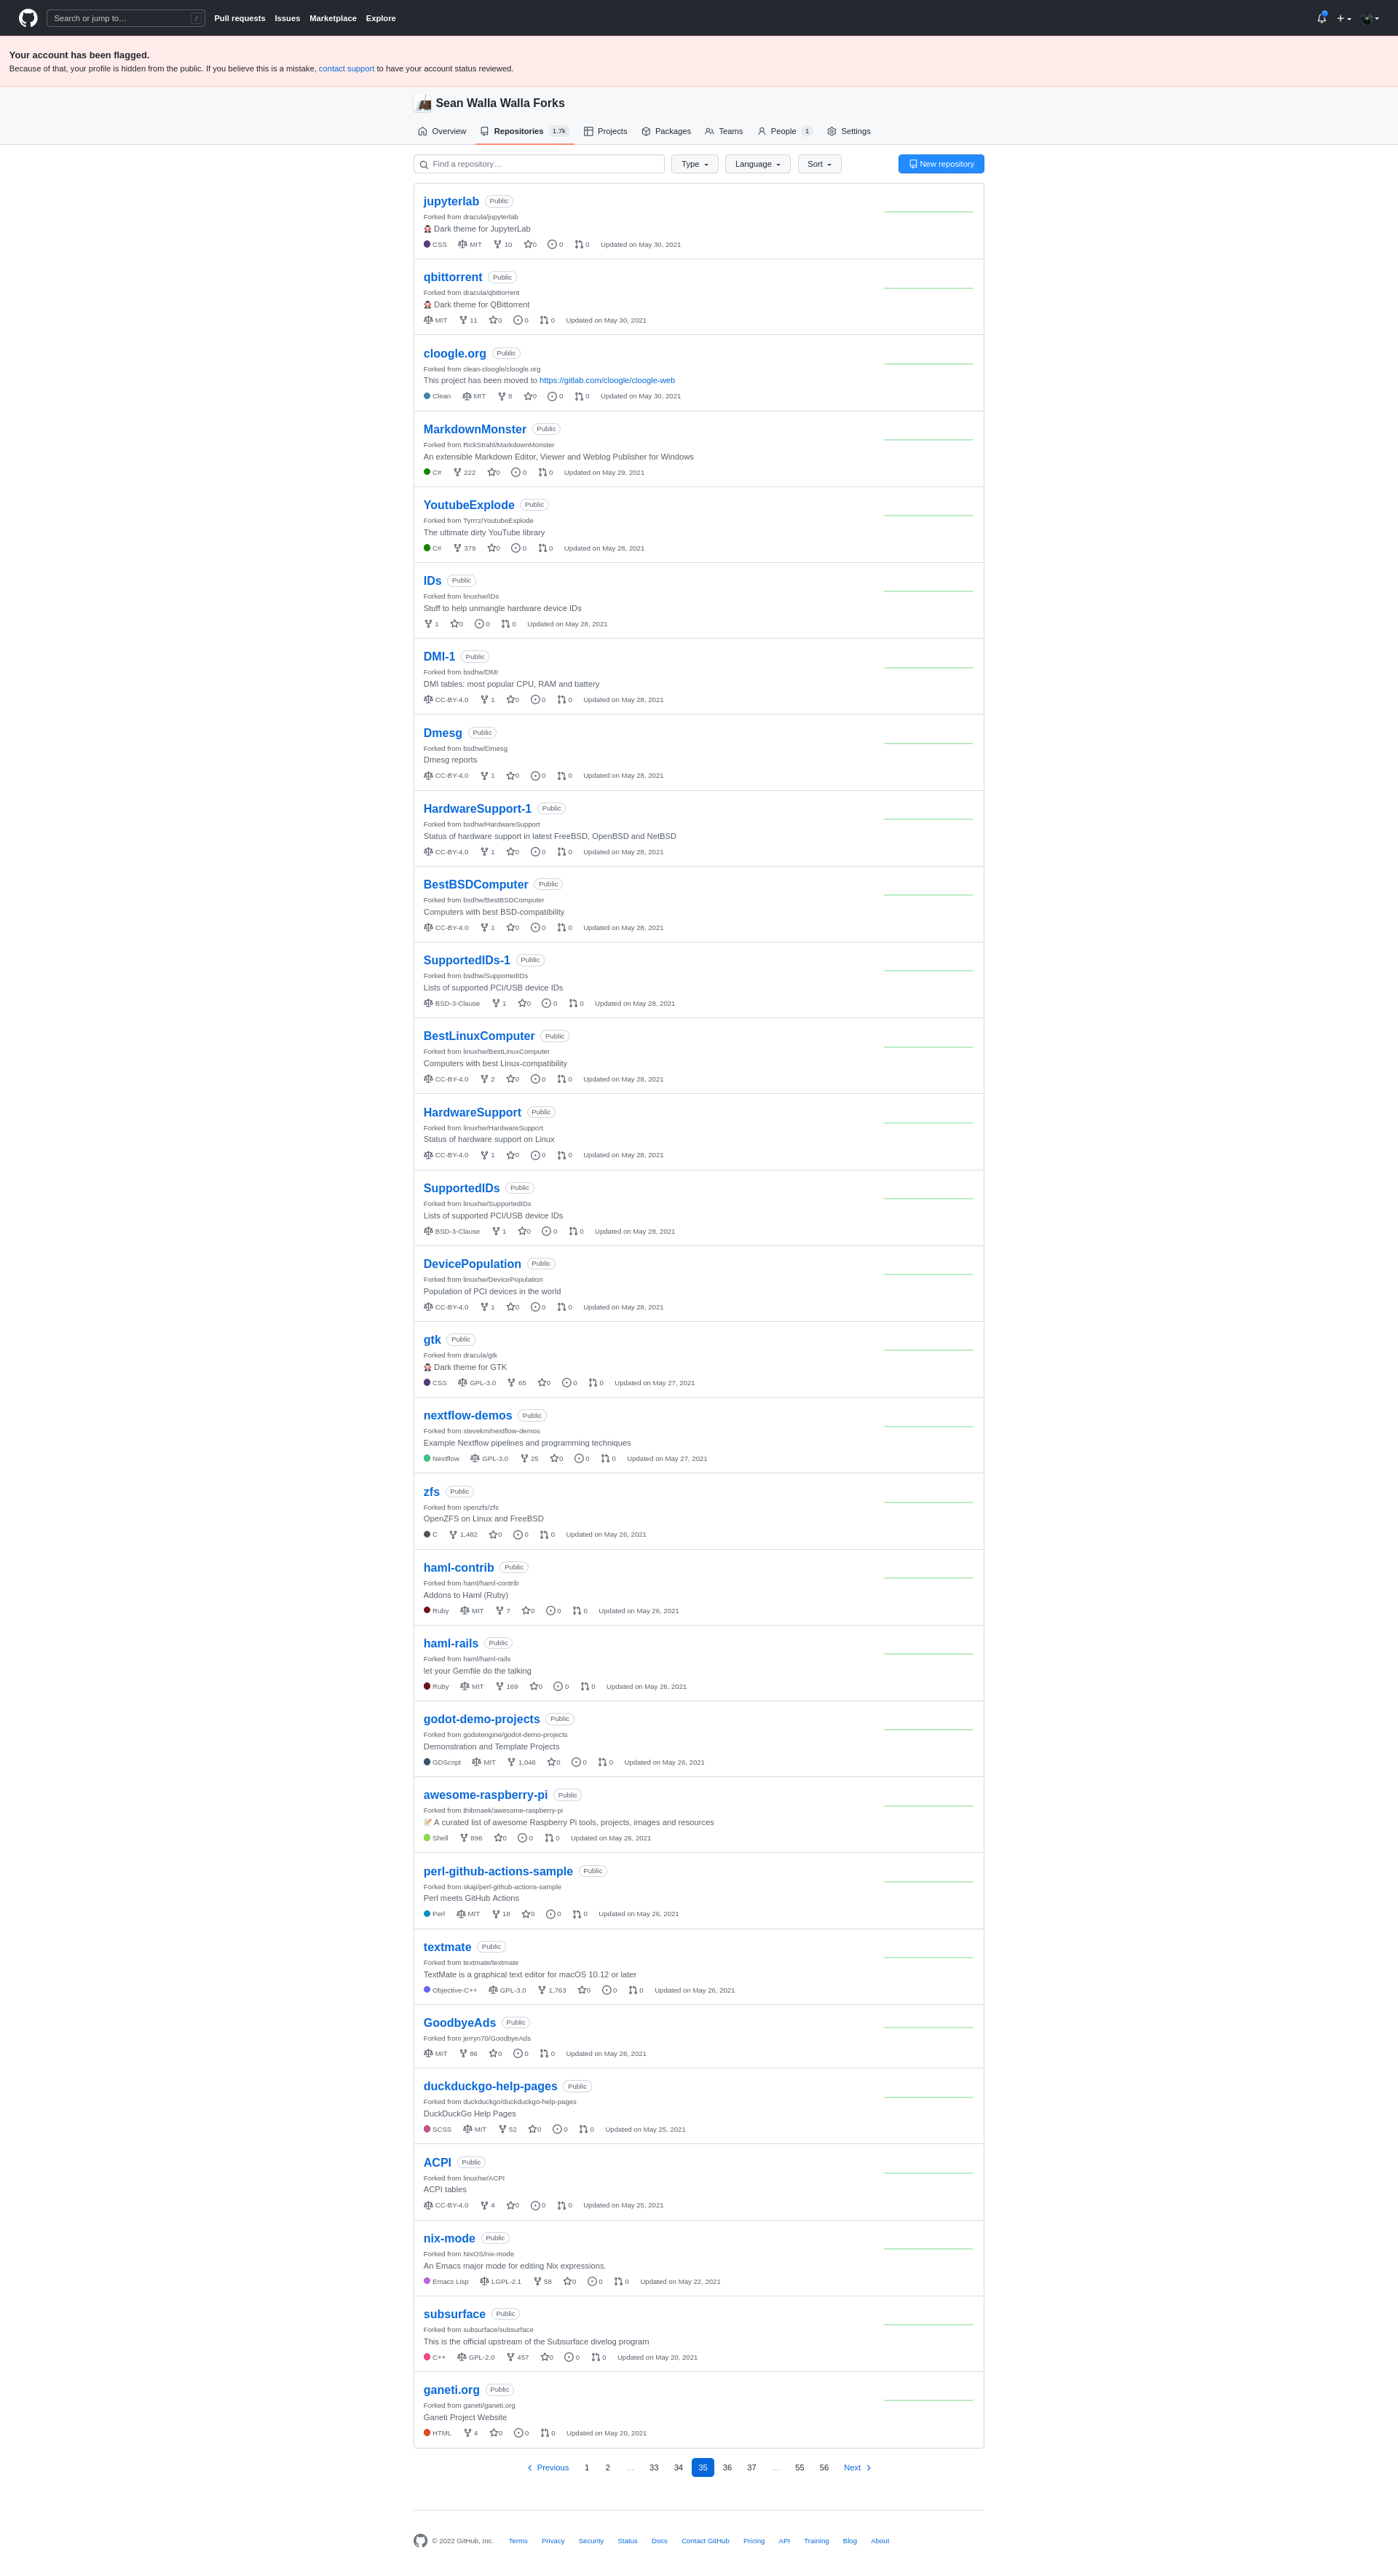 Search or jump to… /
Pull requests Issues Marketplace Explore
Your account has been flagged.
Because of that, your profile is hidden from the public. If you believe this is a mistake, contact support to have your account status reviewed.
Sean Walla Walla Forks
Overview Repositories 1.7k Projects Packages Teams People 1 Settings
Find a repository… Type Language Sort New repository
jupyterlab Public
Forked from dracula/jupyterlab
Dark theme for JupyterLab
CSS MIT 10 0 0 0 Updated on May 30, 2021
qbittorrent Public
Forked from dracula/qbittorrent
Dark theme for QBittorrent
MIT 11 0 0 0 Updated on May 30, 2021
cloogle.org Public
Forked from clean-cloogle/cloogle.org
This project has been moved to https://gitlab.com/cloogle/cloogle-web
Clean MIT 8 0 0 0 Updated on May 30, 2021
MarkdownMonster Public
Forked from RickStrahl/MarkdownMonster
An extensible Markdown Editor, Viewer and Weblog Publisher for Windows
C# 222 0 0 0 Updated on May 29, 2021
YoutubeExplode Public
Forked from Tyrrrz/YoutubeExplode
The ultimate dirty YouTube library
C# 379 0 0 0 Updated on May 28, 2021
IDs Public
Forked from linuxhw/IDs
Stuff to help unmangle hardware device IDs
1 0 0 0 Updated on May 28, 2021
DMI-1 Public
Forked from bsdhw/DMI
DMI tables: most popular CPU, RAM and battery
CC-BY-4.0 1 0 0 0 Updated on May 28, 2021
Dmesg Public
Forked from bsdhw/Dmesg
Dmesg reports
CC-BY-4.0 1 0 0 0 Updated on May 28, 2021
HardwareSupport-1 Public
Forked from bsdhw/HardwareSupport
Status of hardware support in latest FreeBSD, OpenBSD and NetBSD
CC-BY-4.0 1 0 0 0 Updated on May 28, 2021
BestBSDComputer Public
Forked from bsdhw/BestBSDComputer
Computers with best BSD-compatibility
CC-BY-4.0 1 0 0 0 Updated on May 28, 2021
SupportedIDs-1 Public
Forked from bsdhw/SupportedIDs
Lists of supported PCI/USB device IDs
BSD-3-Clause 1 0 0 0 Updated on May 28, 2021
BestLinuxComputer Public
Forked from linuxhw/BestLinuxComputer
Computers with best Linux-compatibility
CC-BY-4.0 2 0 0 0 Updated on May 28, 2021
HardwareSupport Public
Forked from linuxhw/HardwareSupport
Status of hardware support on Linux
CC-BY-4.0 1 0 0 0 Updated on May 28, 2021
SupportedIDs Public
Forked from linuxhw/SupportedIDs
Lists of supported PCI/USB device IDs
BSD-3-Clause 1 0 0 0 Updated on May 28, 2021
DevicePopulation Public
Forked from linuxhw/DevicePopulation
Population of PCI devices in the world
CC-BY-4.0 1 0 0 0 Updated on May 28, 2021
gtk Public
Forked from dracula/gtk
Dark theme for GTK
CSS GPL-3.0 65 0 0 0 Updated on May 27, 2021
nextflow-demos Public
Forked from stevekm/nextflow-demos
Example Nextflow pipelines and programming techniques
Nextflow GPL-3.0 25 0 0 0 Updated on May 27, 2021
zfs Public
Forked from openzfs/zfs
OpenZFS on Linux and FreeBSD
C 1,482 0 0 0 Updated on May 26, 2021
haml-contrib Public
Forked from haml/haml-contrib
Addons to Haml (Ruby)
Ruby MIT 7 0 0 0 Updated on May 26, 2021
haml-rails Public
Forked from haml/haml-rails
let your Gemfile do the talking
Ruby MIT 169 0 0 0 Updated on May 26, 2021
godot-demo-projects Public
Forked from godotengine/godot-demo-projects
Demonstration and Template Projects
GDScript MIT 1,046 0 0 0 Updated on May 26, 2021
awesome-raspberry-pi Public
Forked from thibmaek/awesome-raspberry-pi
A curated list of awesome Raspberry Pi tools, projects, images and resources
Shell 896 0 0 0 Updated on May 26, 2021
perl-github-actions-sample Public
Forked from skaji/perl-github-actions-sample
Perl meets GitHub Actions
Perl MIT 18 0 0 0 Updated on May 26, 2021
textmate Public
Forked from textmate/textmate
TextMate is a graphical text editor for macOS 10.12 or later
Objective-C++ GPL-3.0 1,763 0 0 0 Updated on May 26, 2021
GoodbyeAds Public
Forked from jerryn70/GoodbyeAds
MIT 86 0 0 0 Updated on May 26, 2021
duckduckgo-help-pages Public
Forked from duckduckgo/duckduckgo-help-pages
DuckDuckGo Help Pages
SCSS MIT 52 0 0 0 Updated on May 25, 2021
ACPI Public
Forked from linuxhw/ACPI
ACPI tables
CC-BY-4.0 4 0 0 0 Updated on May 25, 2021
nix-mode Public
Forked from NixOS/nix-mode
An Emacs major mode for editing Nix expressions.
Emacs Lisp LGPL-2.1 58 0 0 0 Updated on May 22, 2021
subsurface Public
Forked from subsurface/subsurface
This is the official upstream of the Subsurface divelog program
C++ GPL-2.0 457 0 0 0 Updated on May 20, 2021
ganeti.org Public
Forked from ganeti/ganeti.org
Ganeti Project Website
HTML 4 0 0 0 Updated on May 20, 2021
Previous 1 2 … 33 34 35 36 37 … 55 56 Next
© 2022 GitHub, Inc. Terms Privacy Security Status Docs Contact GitHub Pricing API Training Blog About